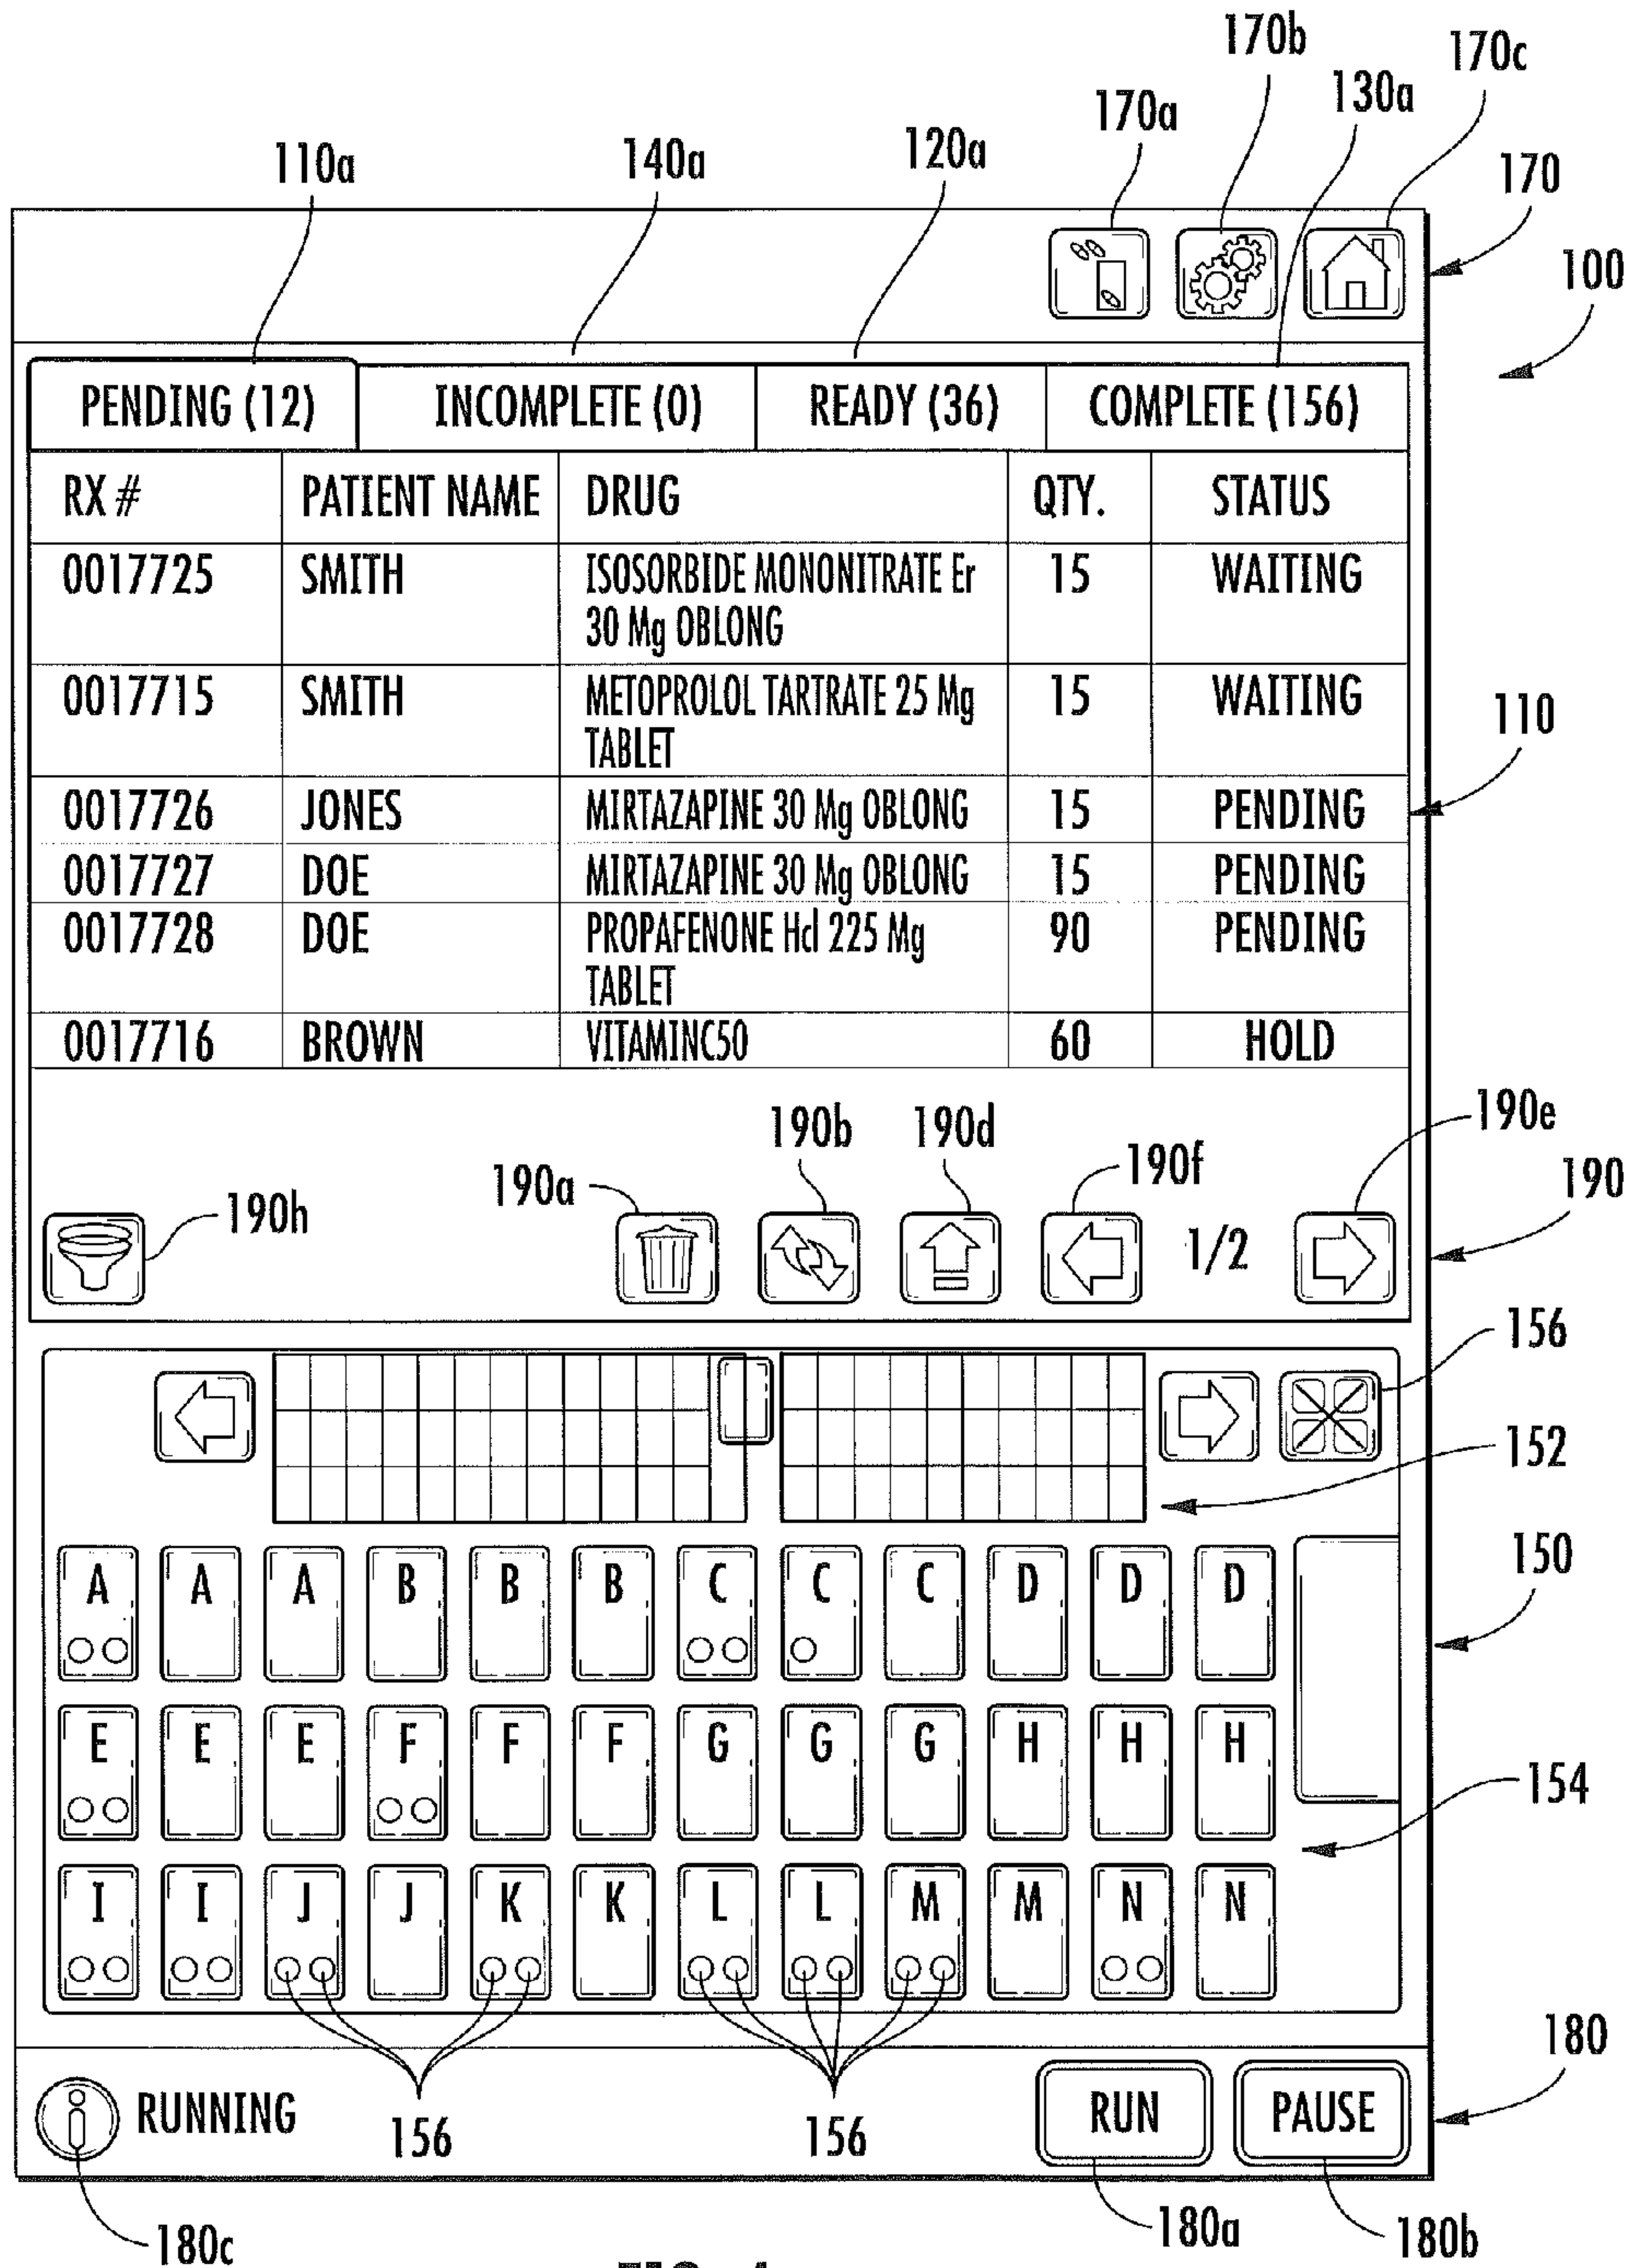 170b
170c
130a
170a
120a
140a
110a
170
100
PENDING (12) INCOMPLETE (0) READY (36) COMPLETE (156)
RX # PATIENT NAME DRUG QTY. STATUS
0017725 SMITH ISOSORBIDE MONONITRATE Er 15 WAITING
30 Mg OBLONG
0017715 SMITH METOPROLOL TARTRATE 25 Mg 15 WAITING
TABLET
110
0017726 JONES MIRTAZAPINE 30 Mg OBLONG 15 PENDING
0017727 DOE MIRTAZAPINE 30 Mg OBLONG 15 PENDING
0017728 DOE PROPAFENONE Hcl 225 Mg 90 PENDING
TABLET
0017716 BROWN VITAMINC50 60 HOLD
190b 190d 190e
190a 190f 190
190h
1/2
156
152
A A A B B B C C C D D D
150
E E E F F F G G G H H H
154
I I J J K K L L M M N N
180
RUNNING RUN PAUSE
156 156
180c 180a 180b